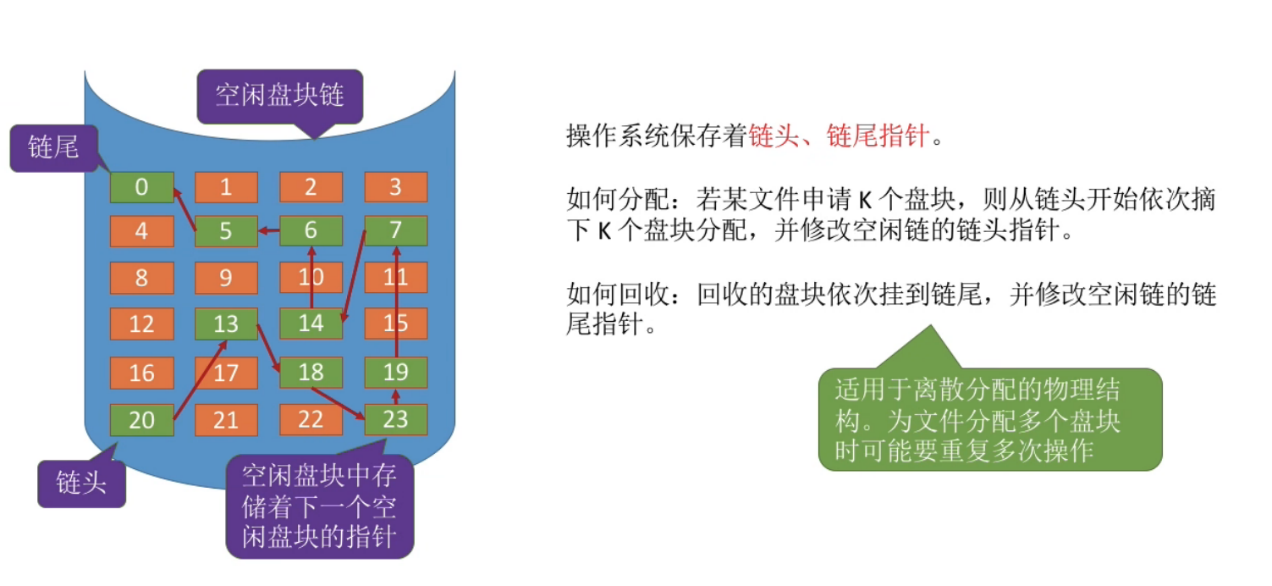 空闲盘块链
链尾
0 1 2 3
4 5 6 7
8 9 10 11
12 13 14 15
16 17 18 19
20 21 22 23
链头
空闲盘块中存
储着下一个空
闲盘块的指针
操作系统保存着链头、链尾指针。
如何分配：若某文件申请 K 个盘块，则从链头开始依次摘
下 K 个盘块分配，并修改空闲链的链头指针。
如何回收：回收的盘块依次挂到链尾，并修改空闲链的链
尾指针。
适用于离散分配的物理结
构。为文件分配多个盘块
时可能要重复多次操作